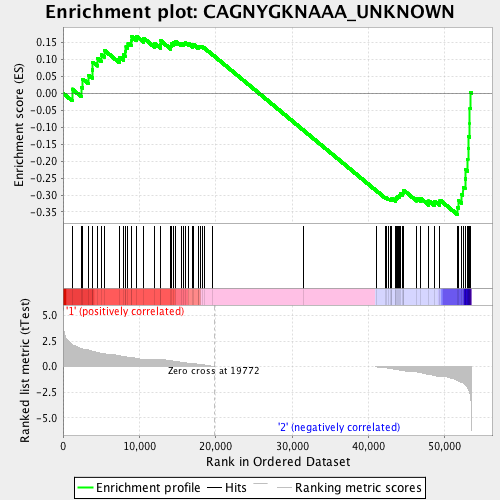 Enrichment plot: CAGNYGKNAAA_UNKNOWN
Enrichment score (ES)
0.15
0.10
0.05
0.00
-0.05
-0.10
-0.15
-0.20
-0.25
-0.30
-0.35
'1' (positively correlated)
Ranked list metric (tTest)
5.0
2.5
0.0
-2.5
-5.0
Zero cross at 19772
'2' (negatively correlated)
0 10,000 20,000 30,000 40,000 50,000
Rank in Ordered Dataset
Enrichment profile Hits Ranking metric scores